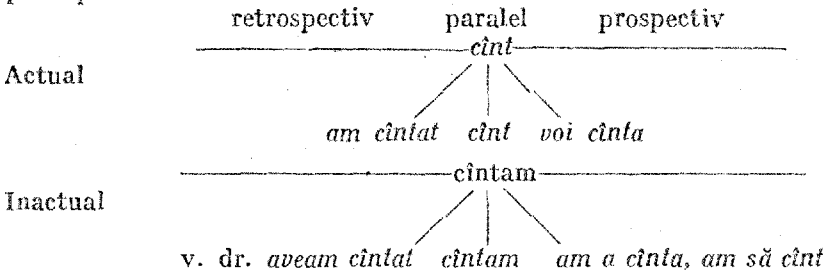 retrospectiv paralel prospectiv
cînt
Actual
am cîntat cînt voi cînta
cîntam
Inactual
v. dr. aveam cîntat cîntam am a cînta, am să cînt